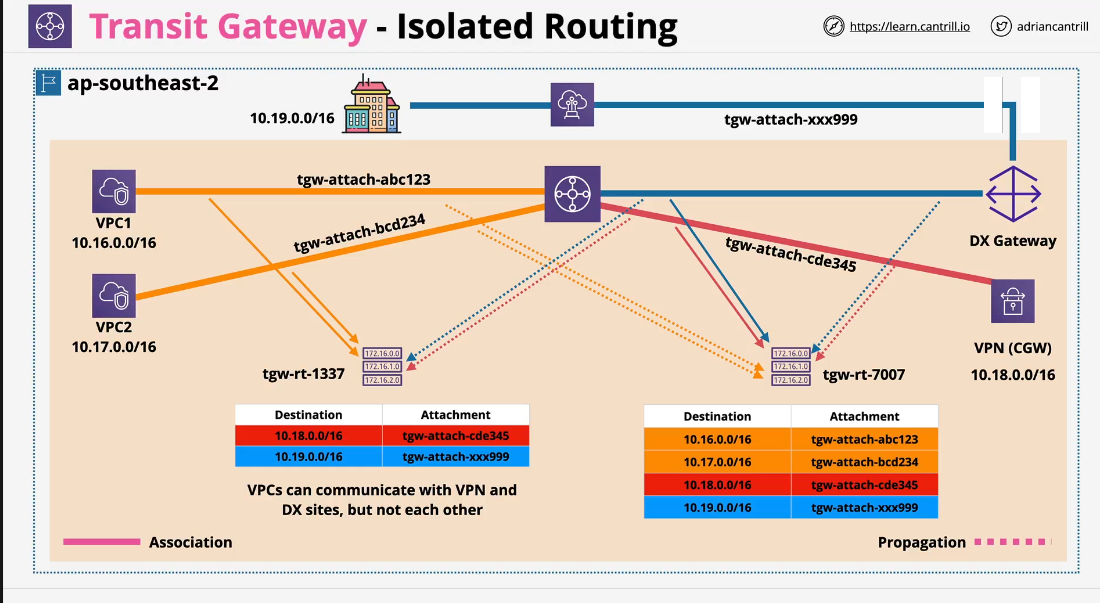 Transit Gateway - Isolated Routing
https://learn.cantrill.io
adriancantrill
ap-southeast-2
10.19.0.0/16
tgw-attach-xxx999
tgw-attach-abc123
VPC1
10.16.0.0/16
tgw-attach-bcd234
tgw-attach-cde345
DX Gateway
VPC2
10.17.0.0/16
VPN (CGW)
10.18.0.0/16
tgw-rt-1337
172.16.0.0
172.16.1.0
172.16.2.0
172.16.0.0
172.16.1.0
172.16.2.0
tgw-rt-7007
Destination Attachment
10.18.0.0/16 tgw-attach-cde345
10.19.0.0/16 tgw-attach-xxx999
VPCs can communicate with VPN and
DX sites, but not each other
Destination Attachment
10.16.0.0/16 tgw-attach-abc123
10.17.0.0/16 tgw-attach-bcd234
10.18.0.0/16 tgw-attach-cde345
10.19.0.0/16 tgw-attach-xxx999
Association
Propagation